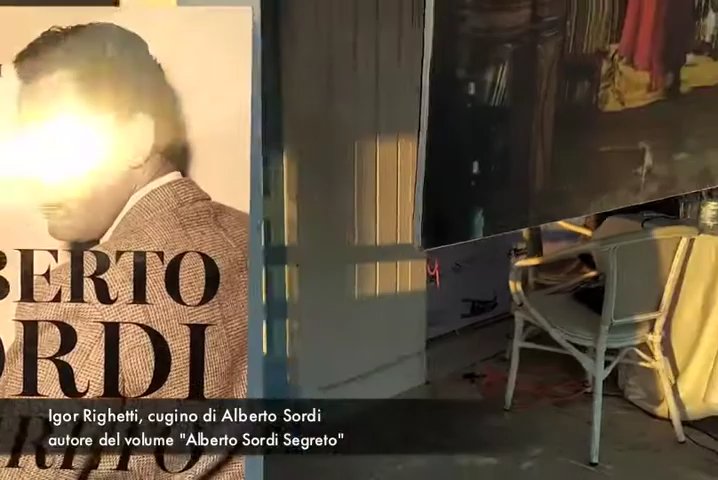 BERTO
ORDI
Igor Righetti, cugino di Alberto Sordi
autore del volume "Alberto Sordi Segreto"